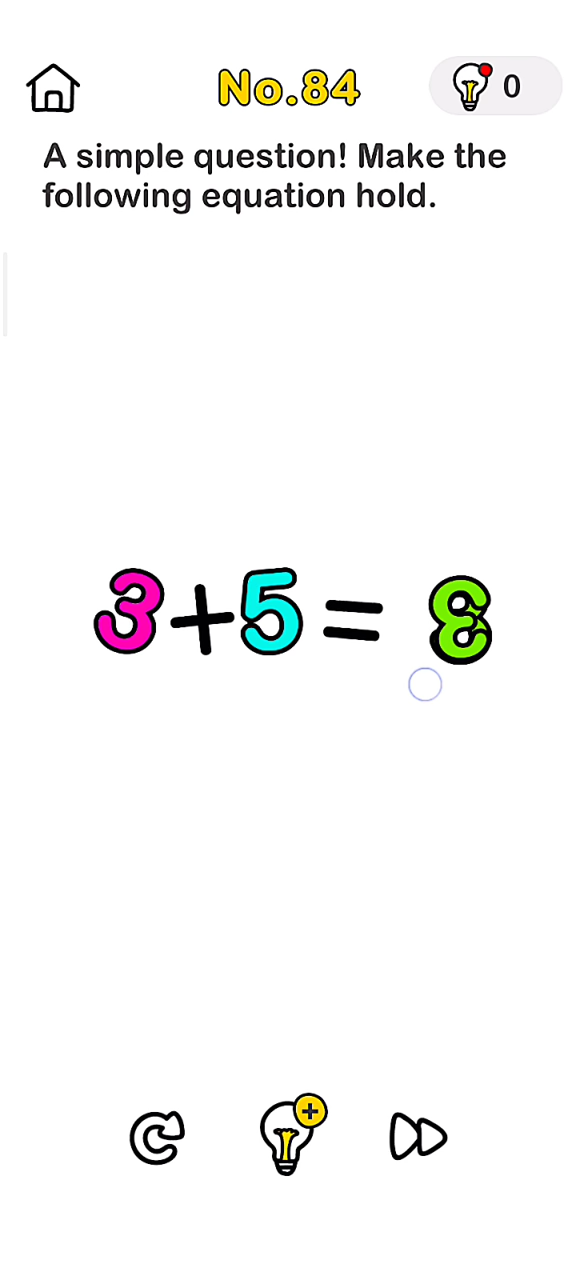 No.84
0
A simple question! Make the
following equation hold.
3+5= 8